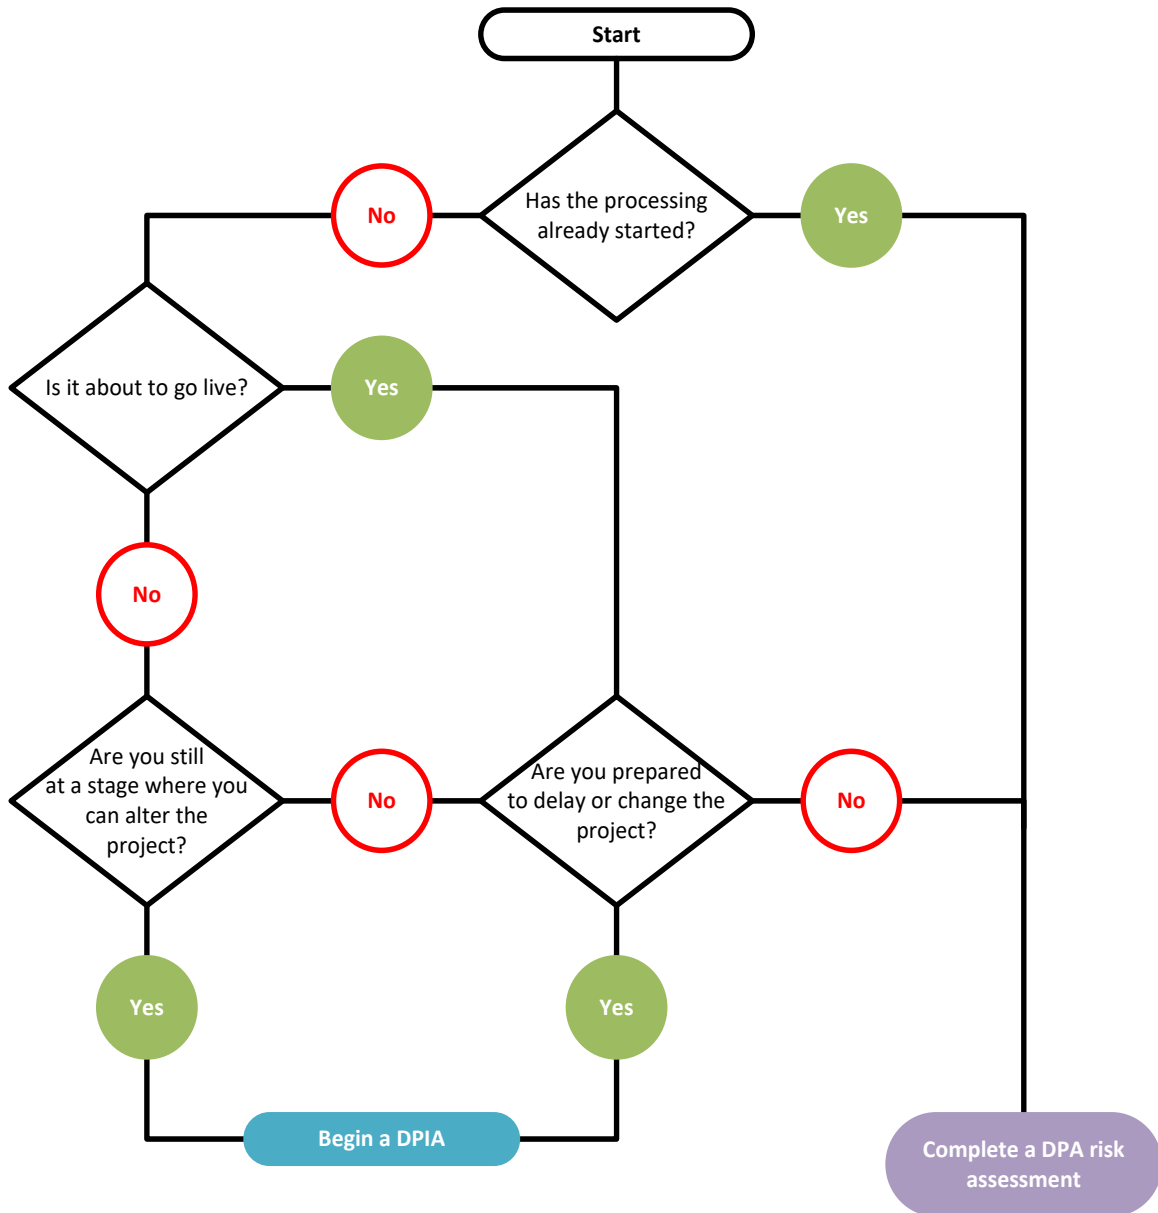 Start
Has the processing
already started?
No
Yes
Is it about to go live?
Yes
No
Are you still
at a stage where you
can alter the
project?
No
Are you prepared
to delay or change the
project?
No
Yes
Yes
Begin a DPIA
Complete a DPA risk
assessment